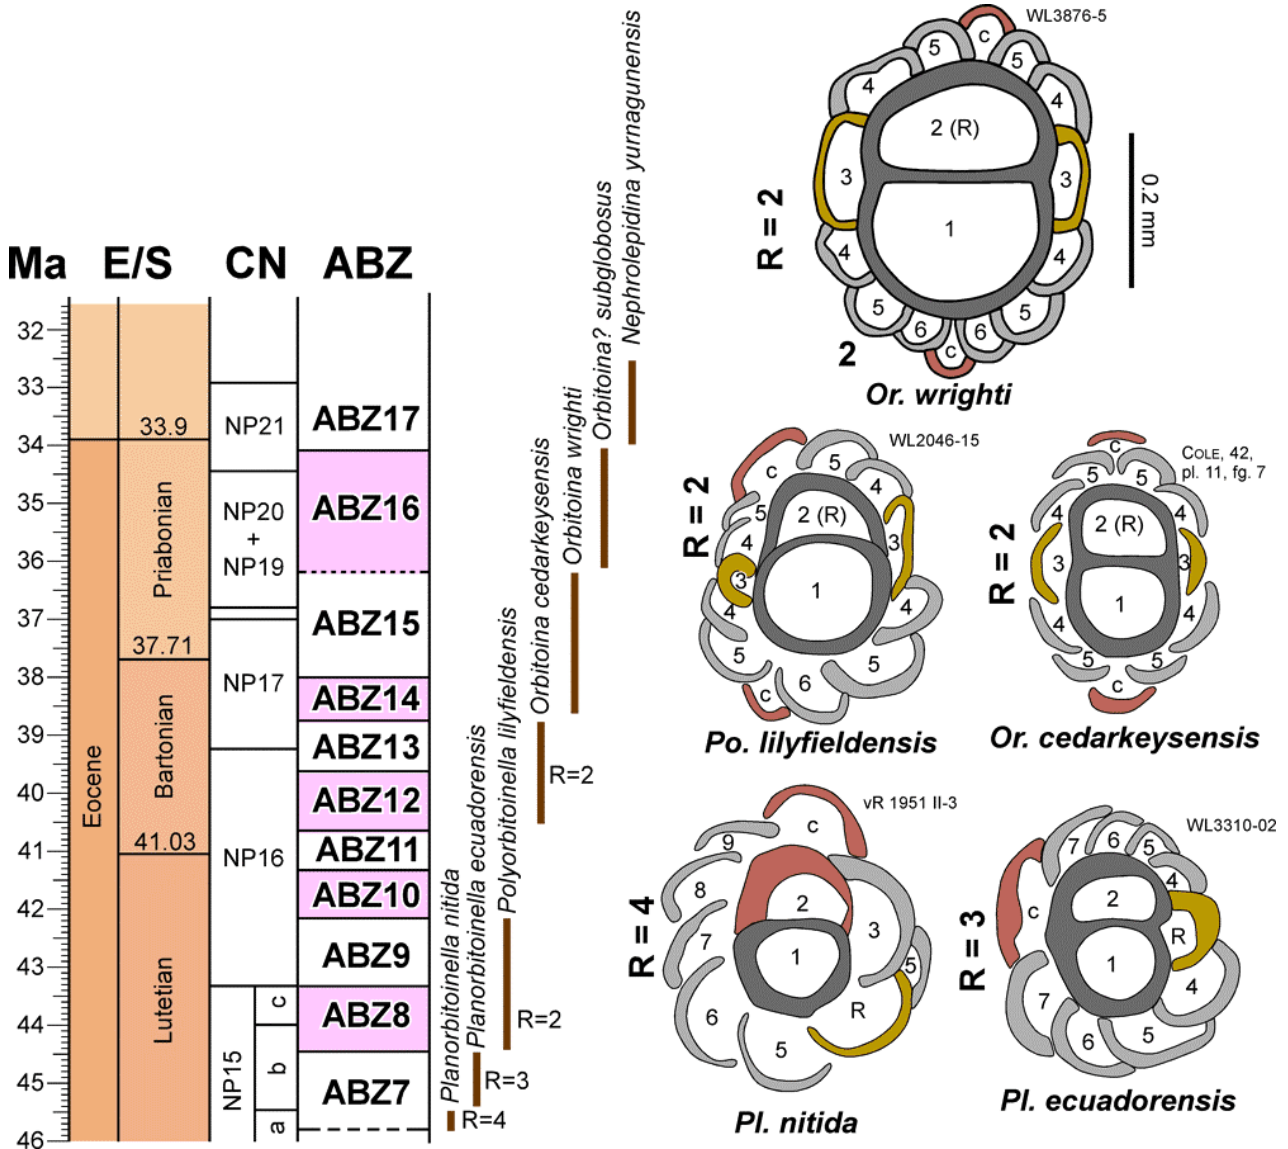 Ma E/S CN ABZ
32
33
34
35
36
37
38
39
40
41
42
43
44
45
46
Eocene
33.9
Priabonian
37.71
Bartonian
41.03
Lutetian
NP21
NP20
+
NP19
NP17
NP16
NP15
c
b
a
ABZ17
ABZ16
ABZ15
ABZ14
ABZ13
ABZ12
ABZ11
ABZ10
ABZ9
ABZ8
ABZ7
Planorbitoinella nitida
R=4
Planorbitoinella ecuadorensis
R=3
Polyorbitoinella lilyfieldensis
R=2
Orbitoina cedarkeysensis
R=2
Orbitoina wrighti
Orbitoina? subglobosus
Nephrolepidina yurnagunensis
WL3876-5
c
5
5
4
4
2 (R)
3
3
1
4
4
5
5
6
6
c
R = 2
0.2 mm
2
Or. wrighti
WL2046-15
c
5
4
5
2 (R)
4
3
3
1
4
4
5
5
6
c
R = 2
Po. lilyfieldensis
COLE, 42,
pl. 11, fg. 7
c
5
5
4
4
2 (R)
3
3
1
4
4
5
5
c
R = 2
Or. cedarkeysensis
vR 1951 II-3
c
9
8
2
3
7
1
5
R
6
5
R = 4
Pl. nitida
WL3310-02
7
6
5
4
2
c
R
1
7
4
6
5
R = 3
Pl. ecuadorensis